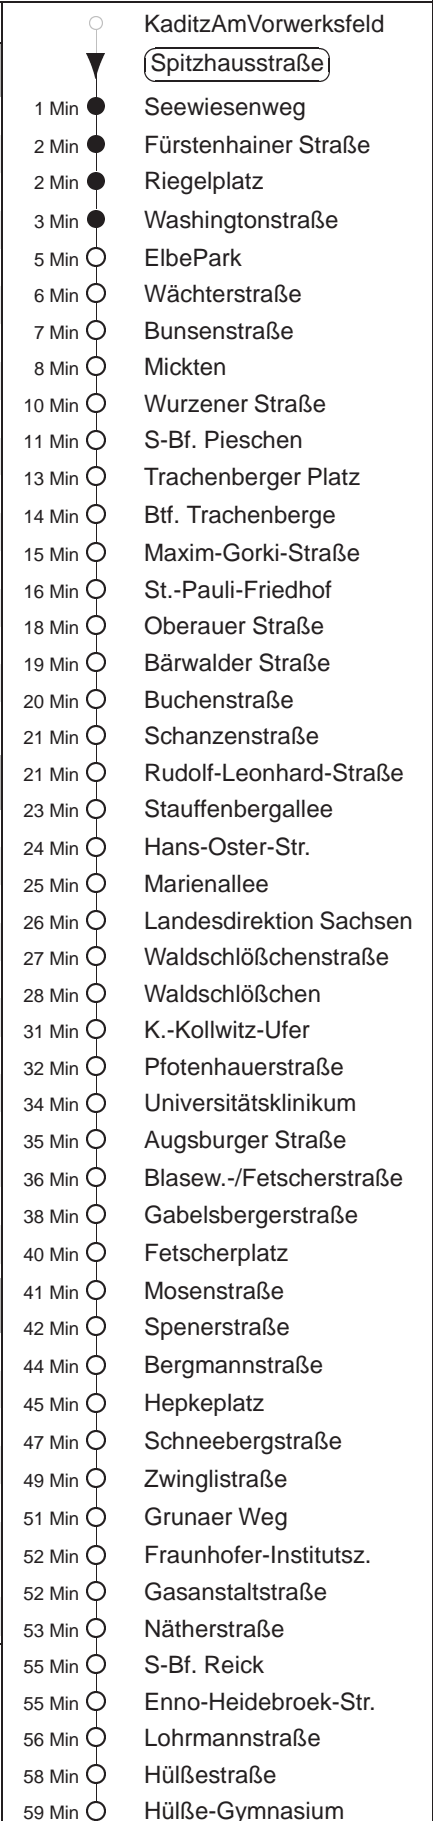 KaditzAmVorwerksfeld
Spitzhausstraße
1 Min Seewiesenweg
2 Min Fürstenhainer Straße
2 Min Riegelplatz
3 Min Washingtonstraße
5 Min ElbePark
6 Min Wächterstraße
7 Min Bunsenstraße
8 Min Mickten
10 Min Wurzener Straße
11 Min S-Bf. Pieschen
13 Min Trachenberger Platz
14 Min Btf. Trachenberge
15 Min Maxim-Gorki-Straße
16 Min St.-Pauli-Friedhof
18 Min Oberauer Straße
19 Min Bärwalder Straße
20 Min Buchenstraße
21 Min Schanzenstraße
21 Min Rudolf-Leonhard-Straße
23 Min Stauffenbergallee
24 Min Hans-Oster-Str.
25 Min Marienallee
26 Min Landesdirektion Sachsen
27 Min Waldschlößchenstraße
28 Min Waldschlößchen
31 Min K.-Kollwitz-Ufer
32 Min Pfotenhauerstraße
34 Min Universitätsklinikum
35 Min Augsburger Straße
36 Min Blasew.-/Fetscherstraße
38 Min Gabelsbergerstraße
40 Min Fetscherplatz
41 Min Mosenstraße
42 Min Spenerstraße
44 Min Bergmannstraße
45 Min Hepkeplatz
47 Min Schneebergstraße
49 Min Zwinglistraße
51 Min Grunaer Weg
52 Min Fraunhofer-Institutsz.
52 Min Gasanstaltstraße
53 Min Nätherstraße
55 Min S-Bf. Reick
55 Min Enno-Heidebroek-Str.
56 Min Lohrmannstraße
58 Min Hülßestraße
59 Min Hülße-Gymnasium